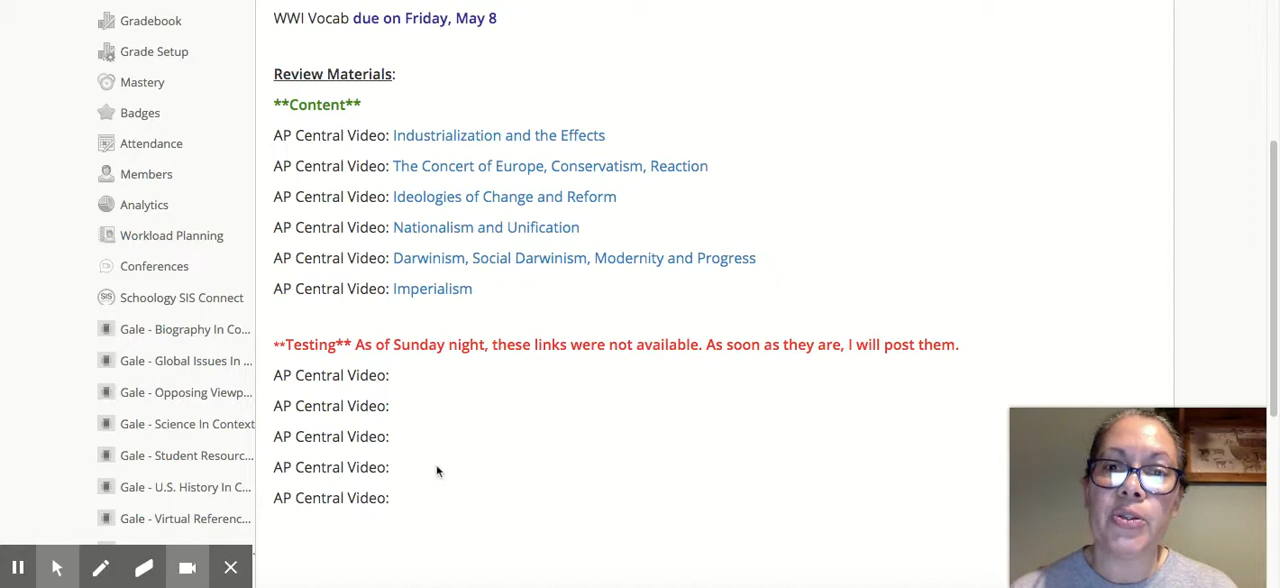 Gradebook
Grade Setup
Mastery
Badges
Attendance
Members
Analytics
Workload Planning
Conferences
SIS Schoology SIS Connect
Gale - Biography In Co...
Gale - Global Issues In ...
Gale - Opposing Viewp...
Gale - Science In Context
Gale - Student Resourc...
Gale - U.S. History In C...
Gale - Virtual Referenc...
WWI Vocab due on Friday, May 8
Review Materials:
**Content**
AP Central Video: Industrialization and the Effects
AP Central Video: The Concert of Europe, Conservatism, Reaction
AP Central Video: Ideologies of Change and Reform
AP Central Video: Nationalism and Unification
AP Central Video: Darwinism, Social Darwinism, Modernity and Progress
AP Central Video: Imperialism
**Testing** As of Sunday night, these links were not available. As soon as they are, I will post them.
AP Central Video:
AP Central Video:
AP Central Video:
AP Central Video:
AP Central Video: